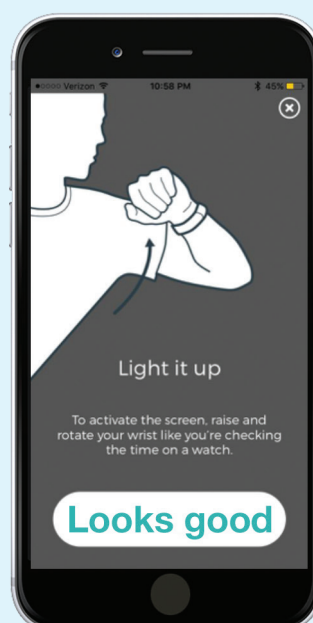 ●○○○○ Verizon 10:58 PM 45%
Light it up
To activate the screen, raise and
rotate your wrist like you're checking
the time on a watch.
Looks good